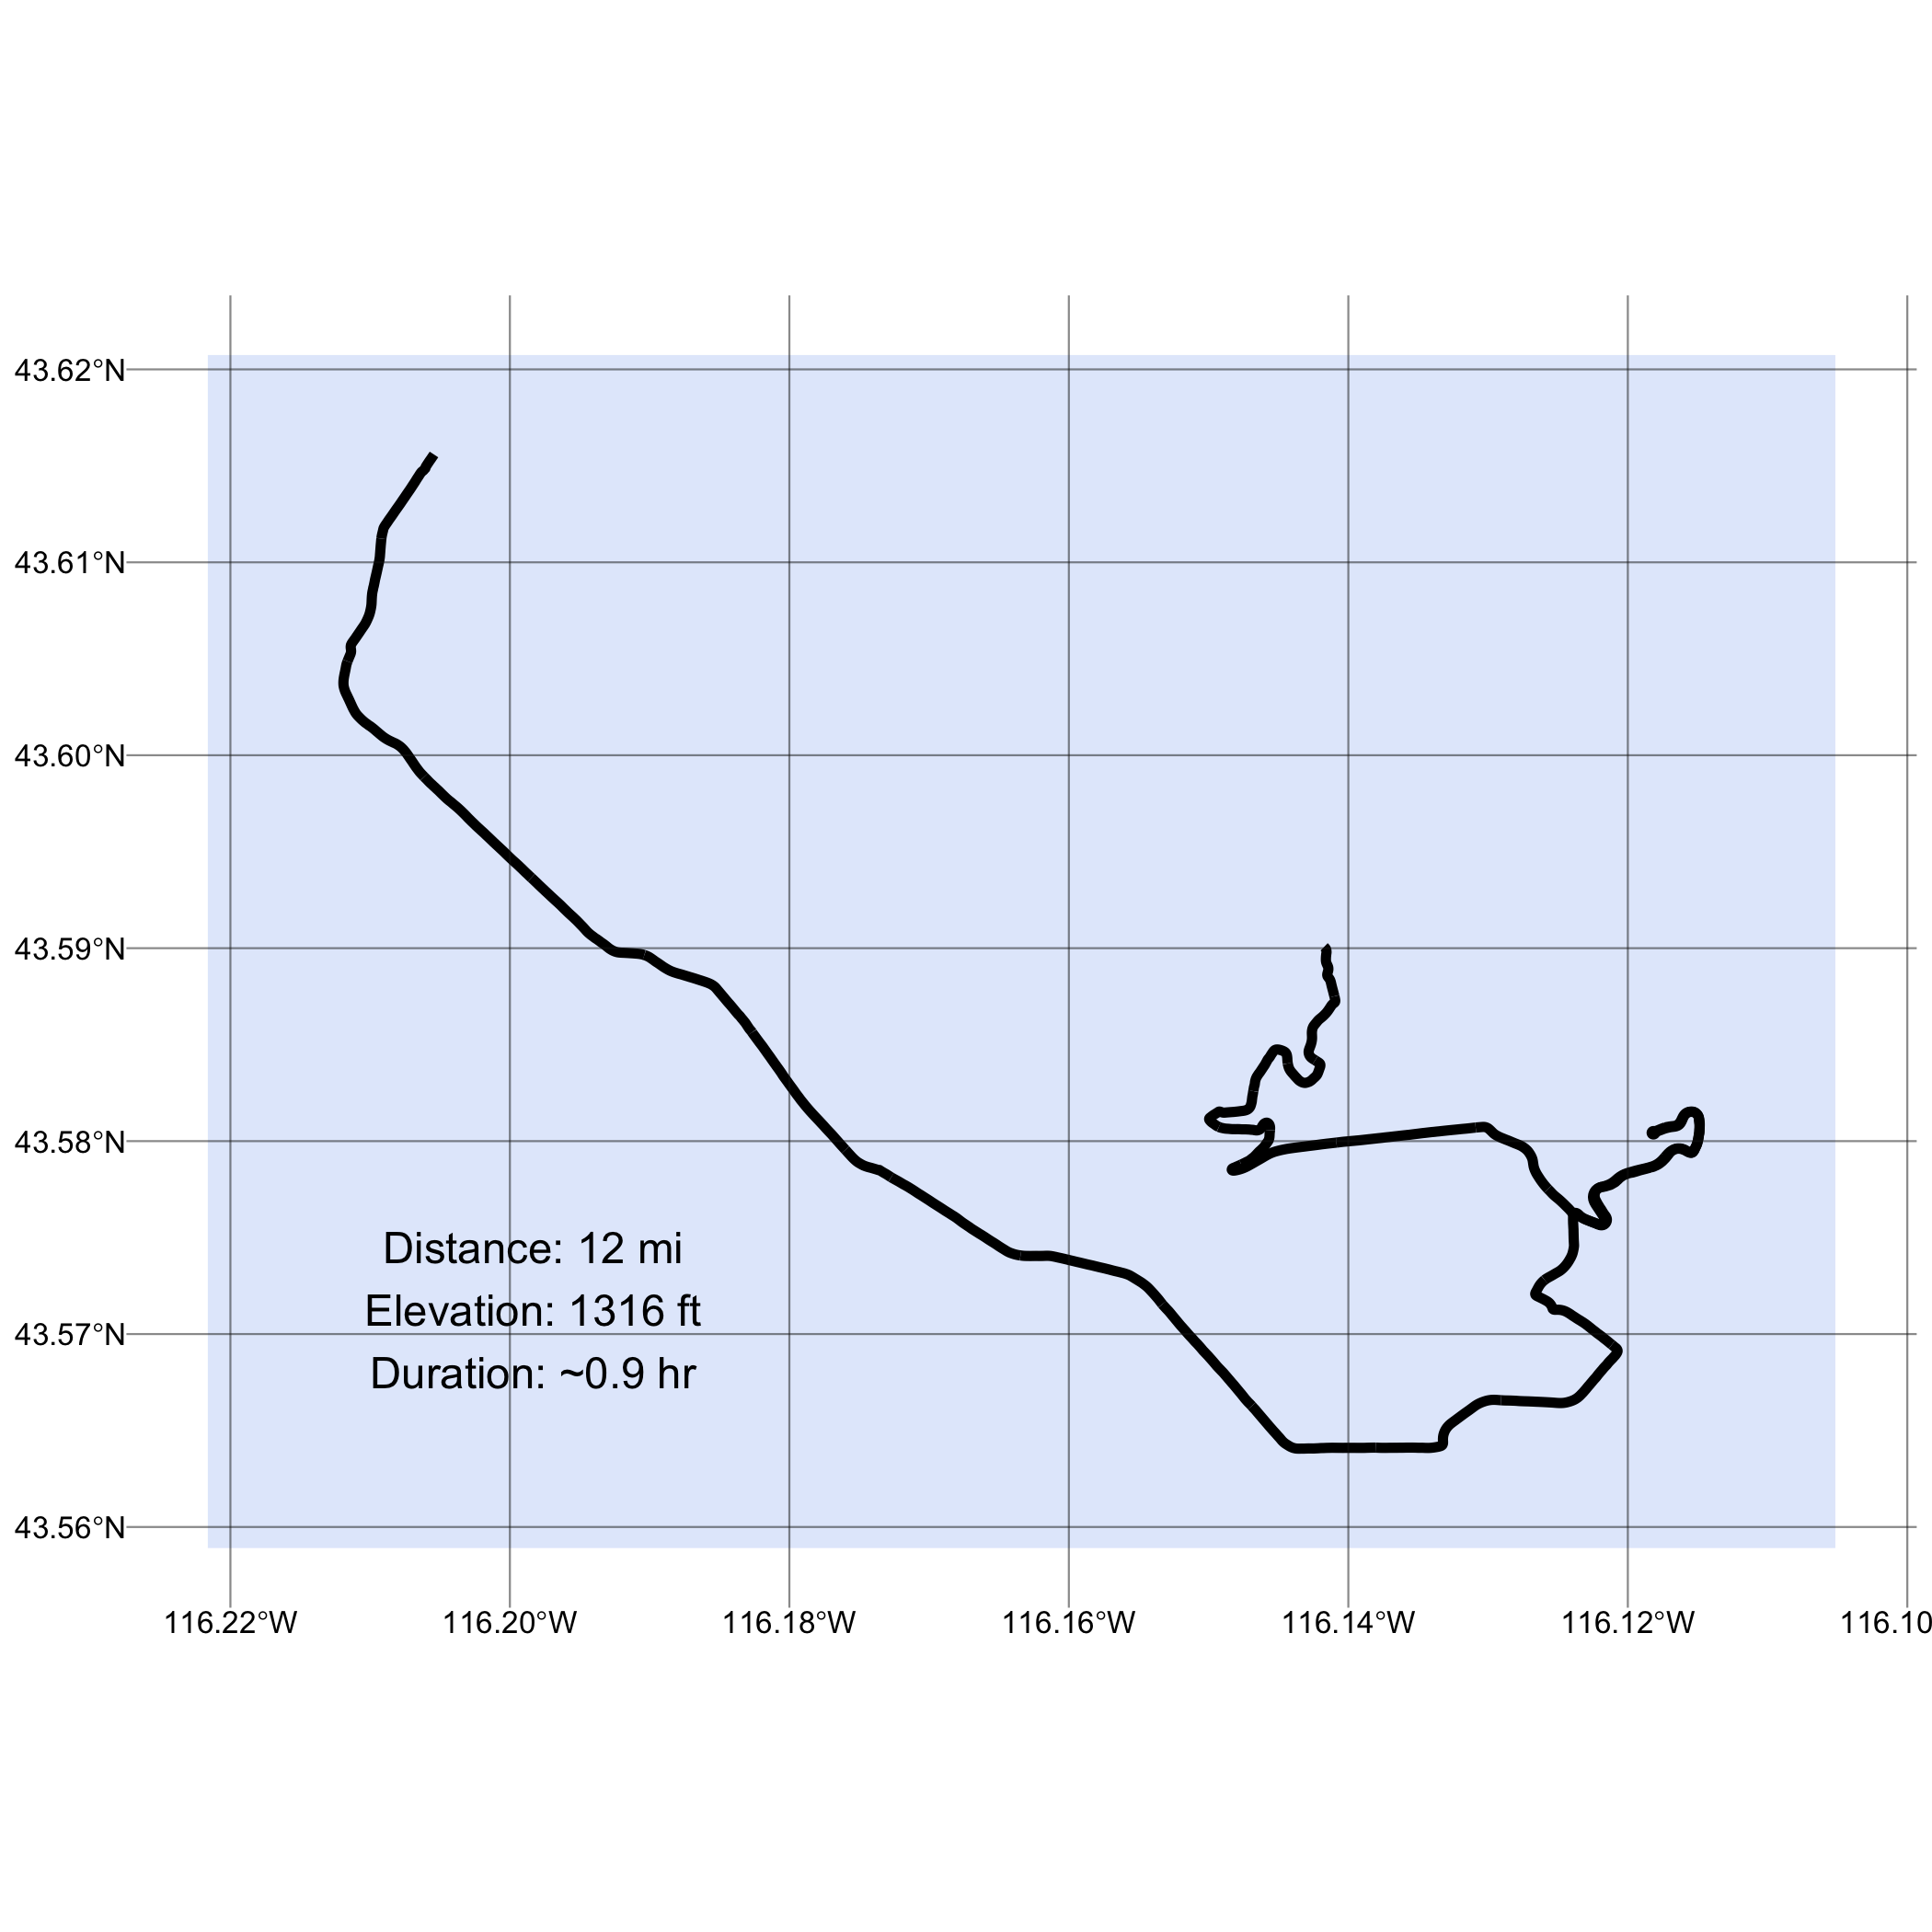 43.62°N
43.61°N
43.60°N
43.59°N
43.58°N
43.57°N
43.56°N
Distance: 12 mi
Elevation: 1316 ft
Duration: ~0.9 hr
116.22°W
116.20°W
116.18°W
116.16°W
116.14°W
116.12°W
116.10